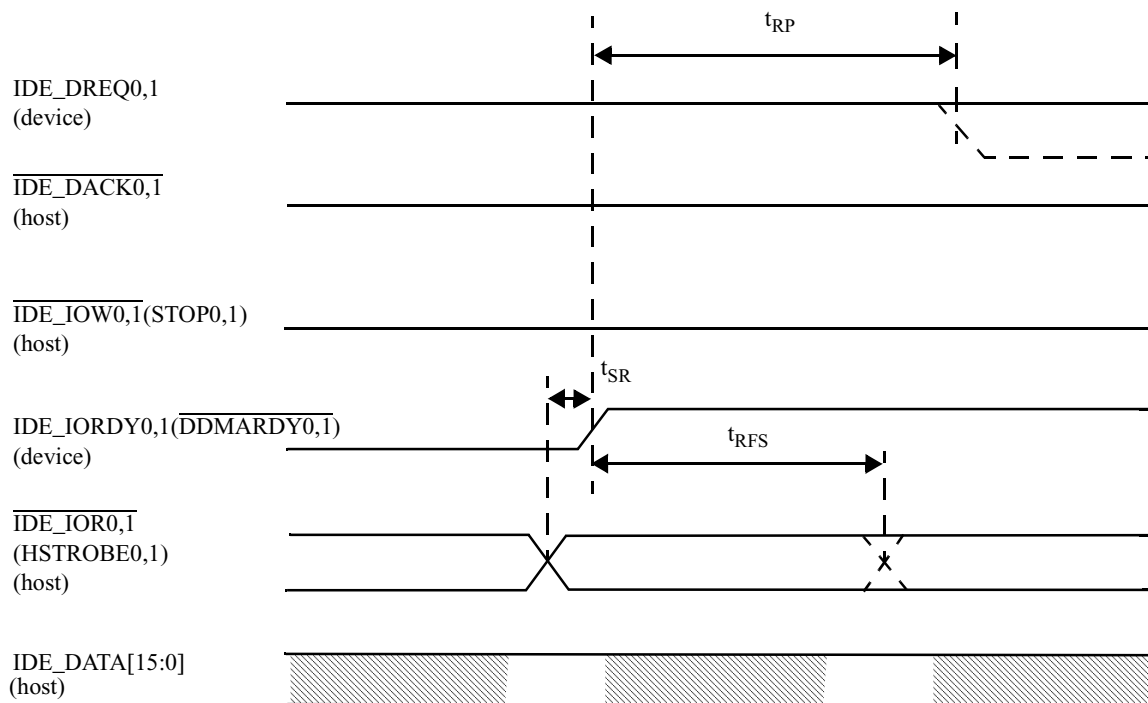 tRP
IDE_DREQ0,1
(device)
IDE_DACK0,1
(host)
IDE_IOW0,1(STOP0,1)
(host)
tSR
IDE_IORDY0,1(DDMARDY0,1)
(device)
tRFS
IDE_IOR0,1
(HSTROBE0,1)
(host)
IDE_DATA[15:0]
(host)